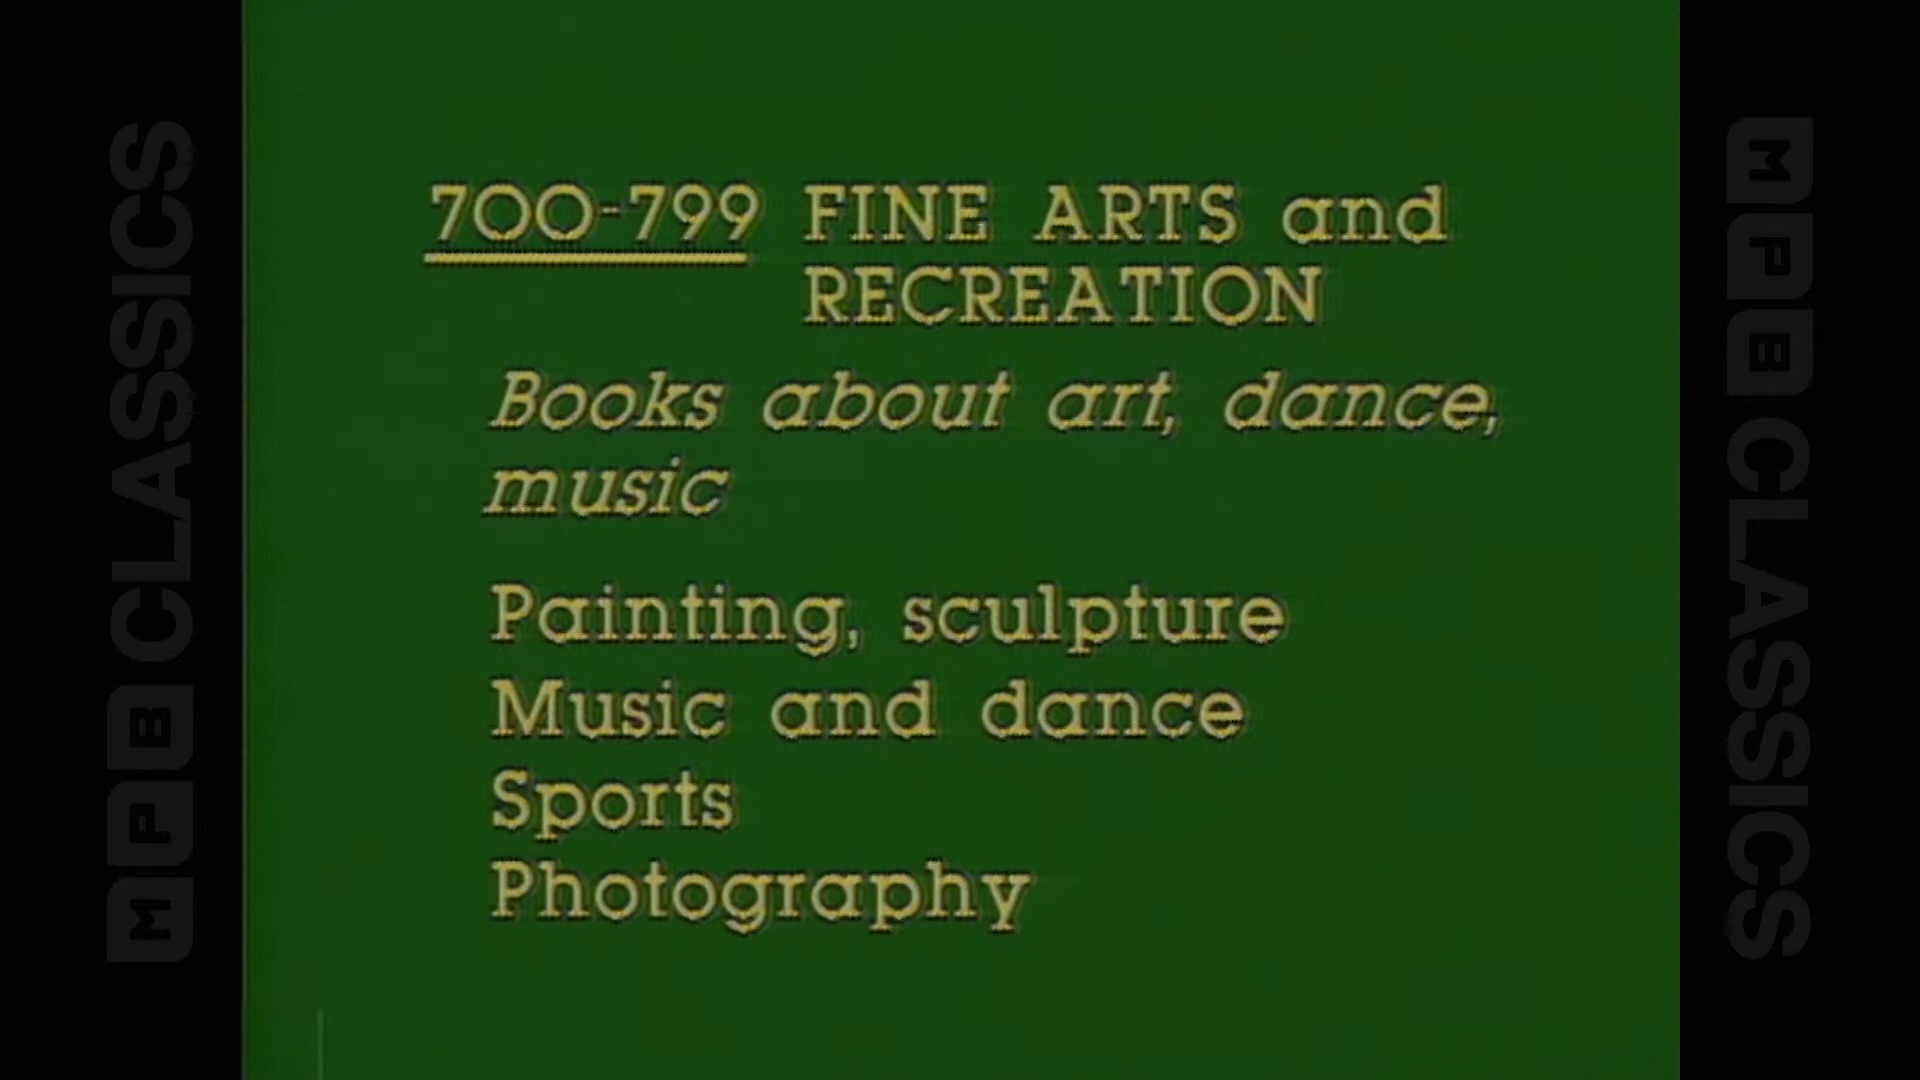 MPB CLASSICS
700-799 FINE ARTS and
RECREATION
Books about art, dance,
music
Painting, sculpture
Music and dance
Sports
Photography
MPB CLASSICS